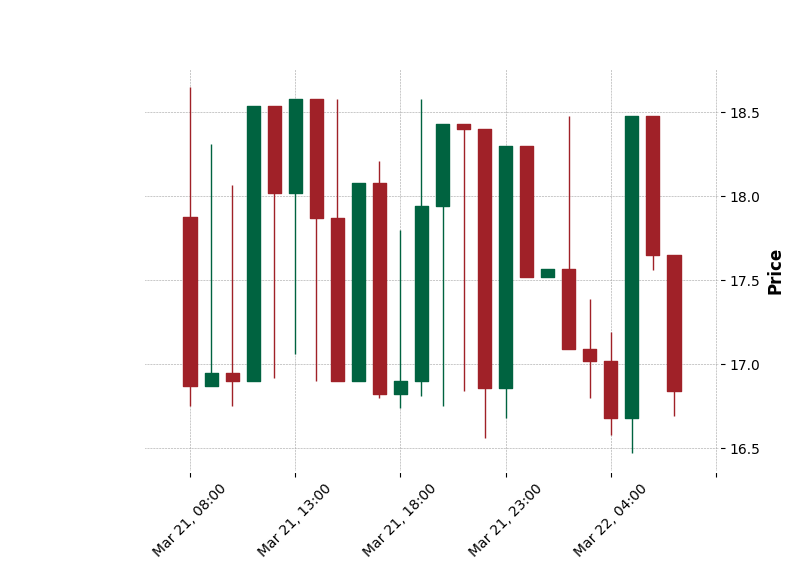 18.5
18.0
17.5
17.0
16.5
Price
Mar 21, 08:00
Mar 21, 13:00
Mar 21, 18:00
Mar 21, 23:00
Mar 22, 04:00